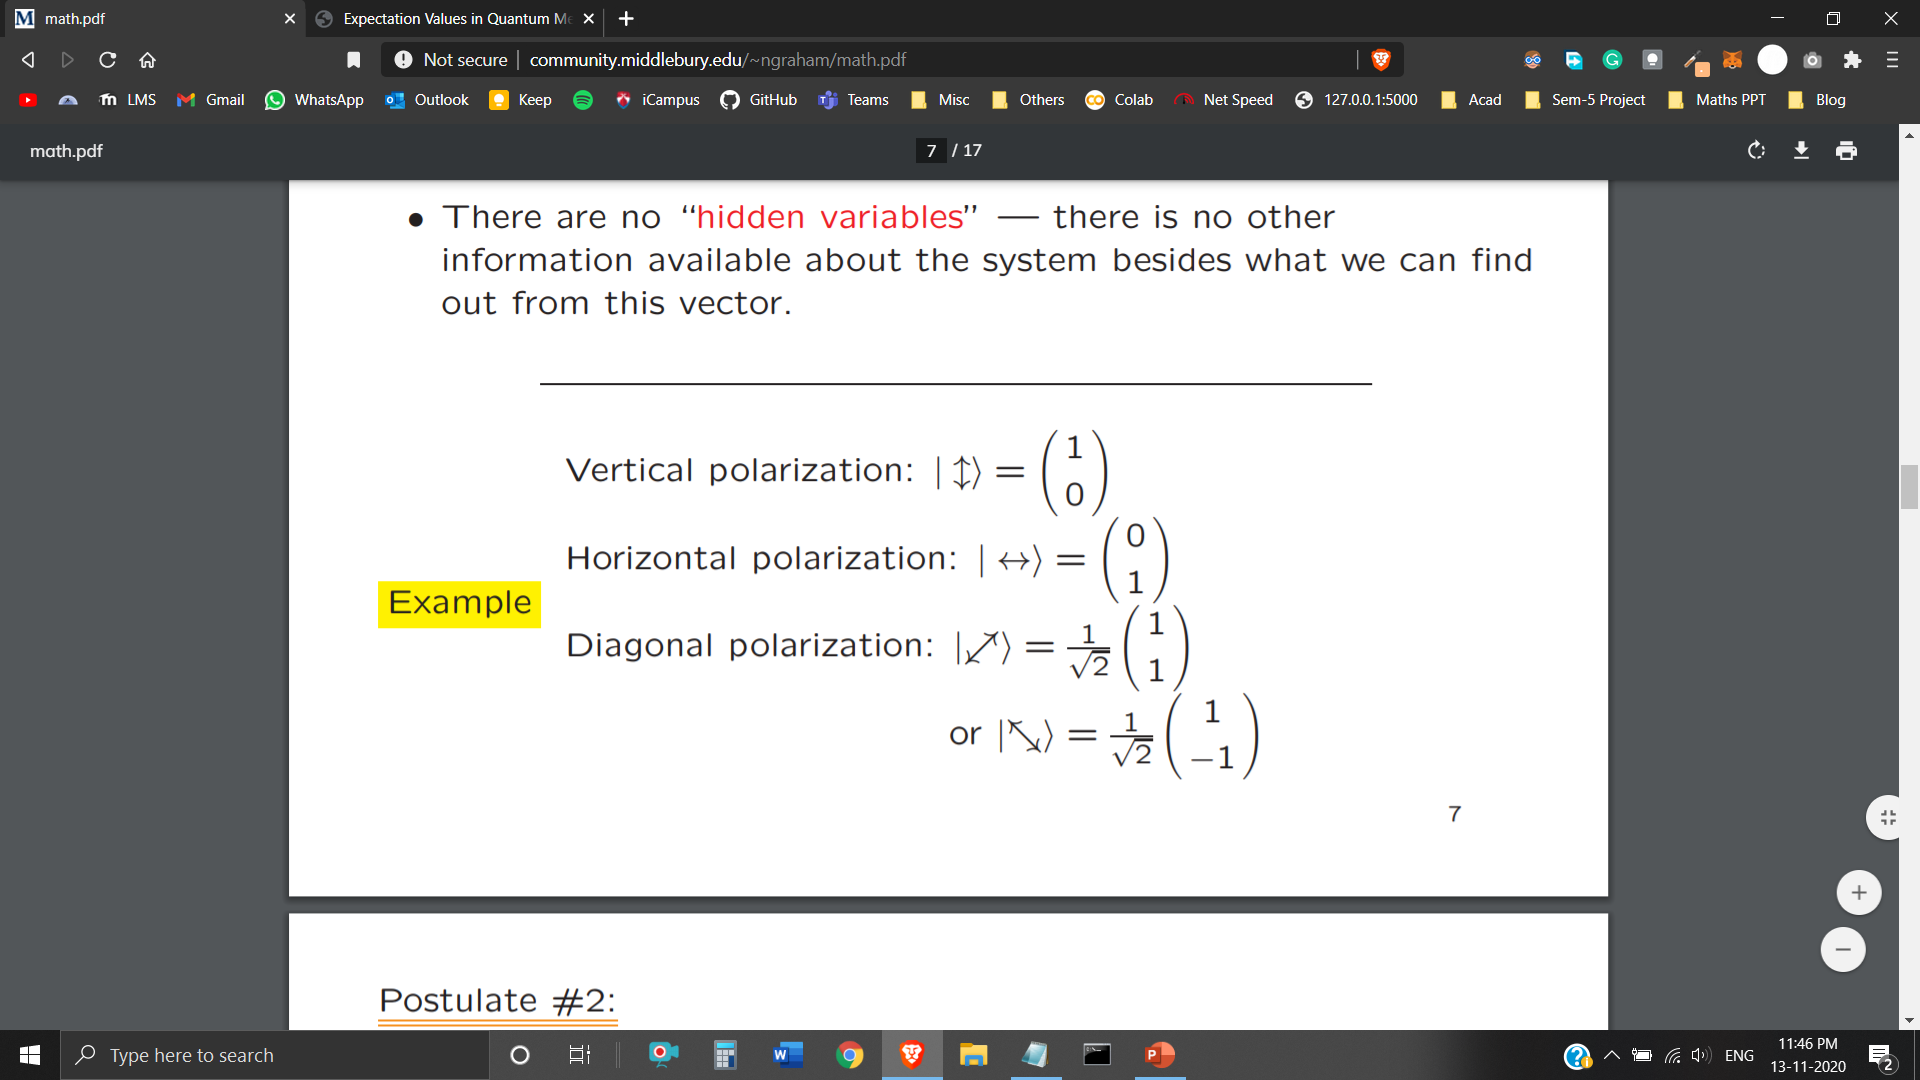 math.pdf
Expectation Values in Quantum Me
Not secure | community.middlebury.edu/~ngraham/math.pdf
LMS Gmail WhatsApp Outlook Keep iCampus GitHub Teams Misc Others Colab Net Speed 127.0.0.1:5000 Acad Sem-5 Project Maths PPT Blog
math.pdf 7 / 17
• There are no “hidden variables” — there is no other
information available about the system besides what we can find
out from this vector.
Vertical polarization: |↕⟩ = (1 0)
Horizontal polarization: |↔⟩ = (0 1)
Example
Diagonal polarization: |⤢⟩ = 1/√2 (1 1)
or |⤡⟩ = 1/√2 (1 −1)
7
Postulate #2:
Type here to search
ENG
11:46 PM
13-11-2020
2